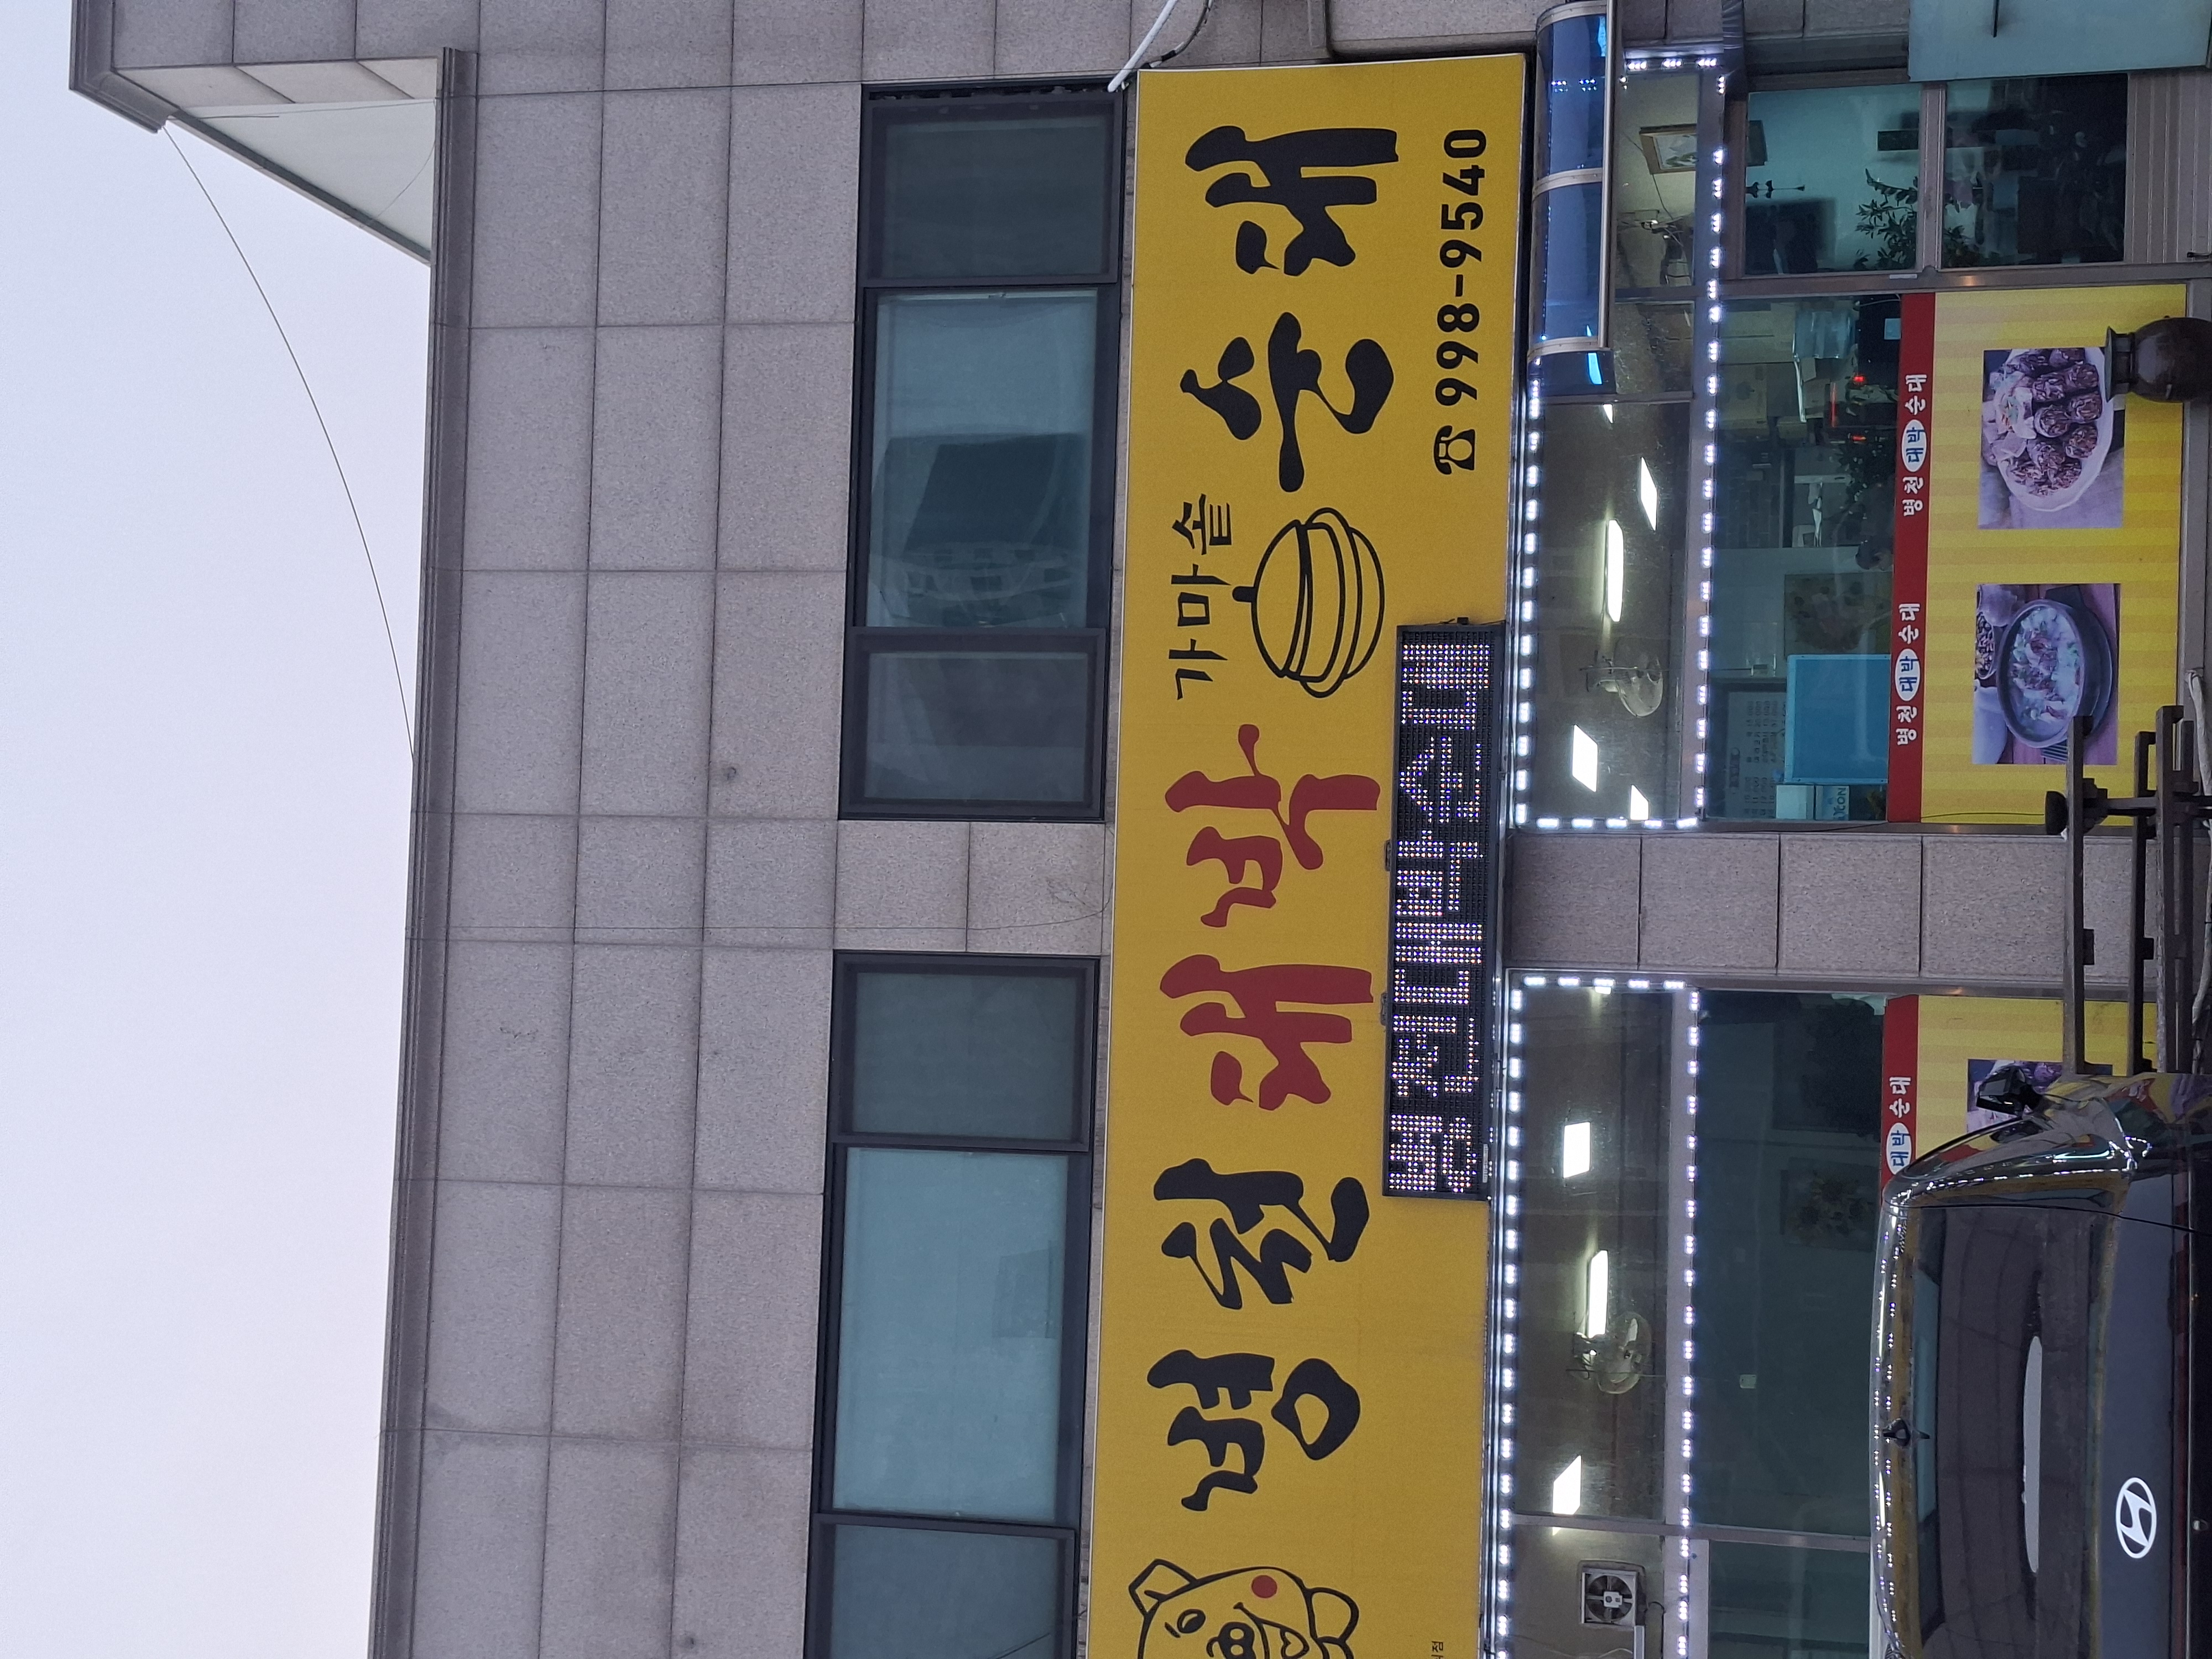 가마솥
병천 대박 순대
☎ 998-9540
병천대박순대
병천 대박 순대
병천 대박 순대
대박 순대